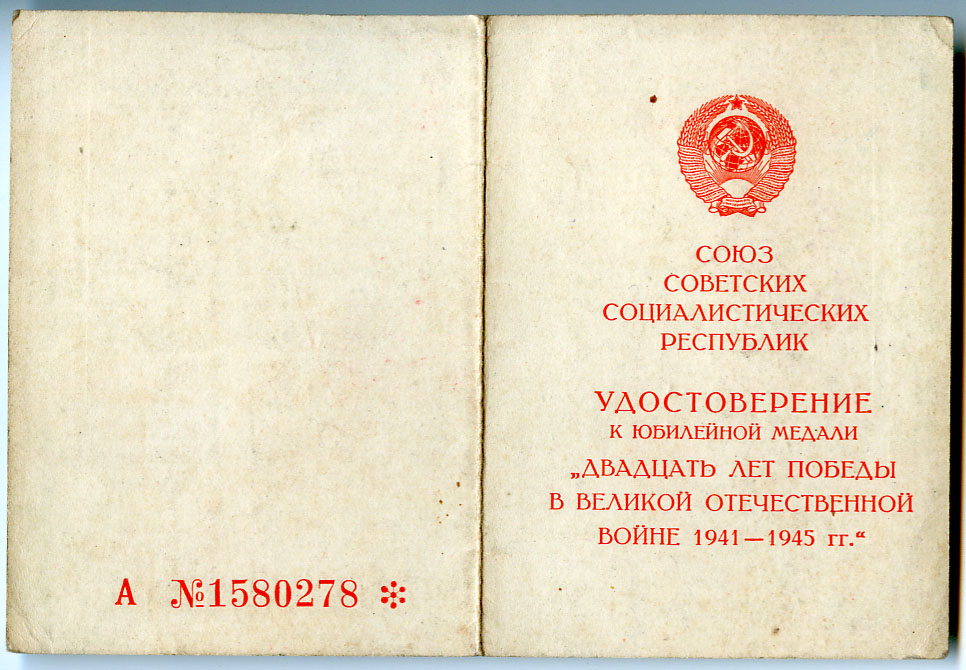 А №1580278
СОЮЗ
СОВЕТСКИХ
СОЦИАЛИСТИЧЕСКИХ
РЕСПУБЛИК
УДОСТОВЕРЕНИЕ
К ЮБИЛЕЙНОЙ МЕДАЛИ
„ДВАДЦАТЬ ЛЕТ ПОБЕДЫ
В ВЕЛИКОЙ ОТЕЧЕСТВЕННОЙ
ВОЙНЕ 1941—1945 гг.“